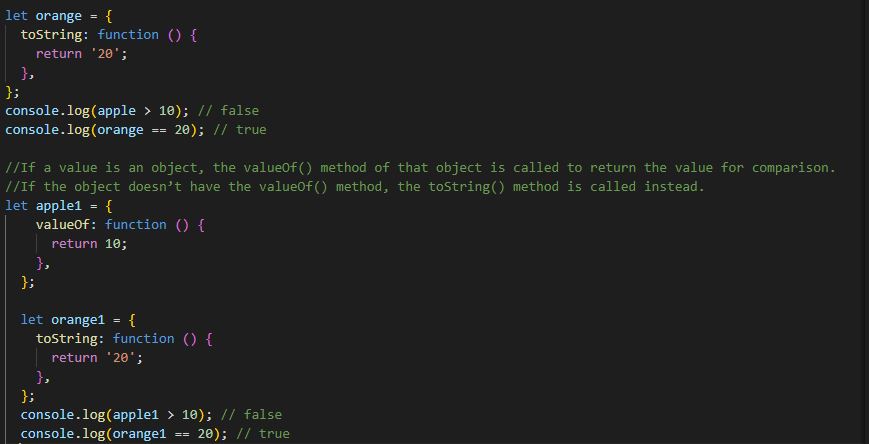 let orange = {
  toString: function () {
    return '20';
  },
};
console.log(apple > 10); // false
console.log(orange == 20); // true

//If a value is an object, the valueOf() method of that object is called to return the value for comparison.
//If the object doesn’t have the valueOf() method, the toString() method is called instead.
let apple1 = {
    valueOf: function () {
      return 10;
    },
  };

  let orange1 = {
    toString: function () {
      return '20';
    },
  };
  console.log(apple1 > 10); // false
  console.log(orange1 == 20); // true